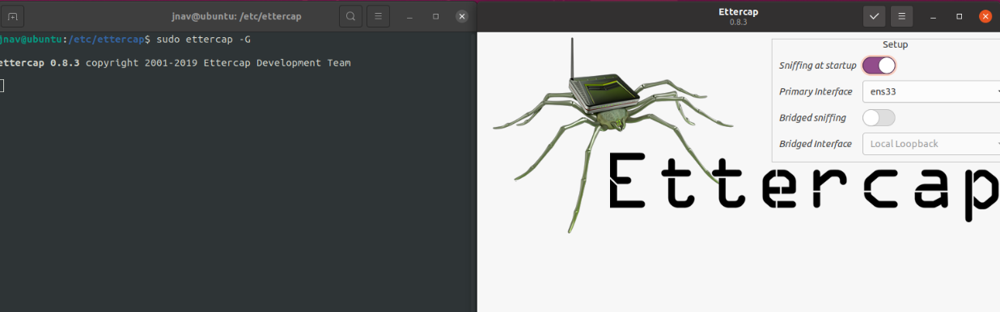 jnav@ubuntu: /etc/ettercap
jnav@ubuntu:/etc/ettercap$ sudo ettercap -G
ettercap 0.8.3 copyright 2001-2019 Ettercap Development Team
Ettercap
0.8.3
Setup
Sniffing at startup
Primary Interface ens33
Bridged sniffing
Bridged Interface Local Loopback
Ettercap